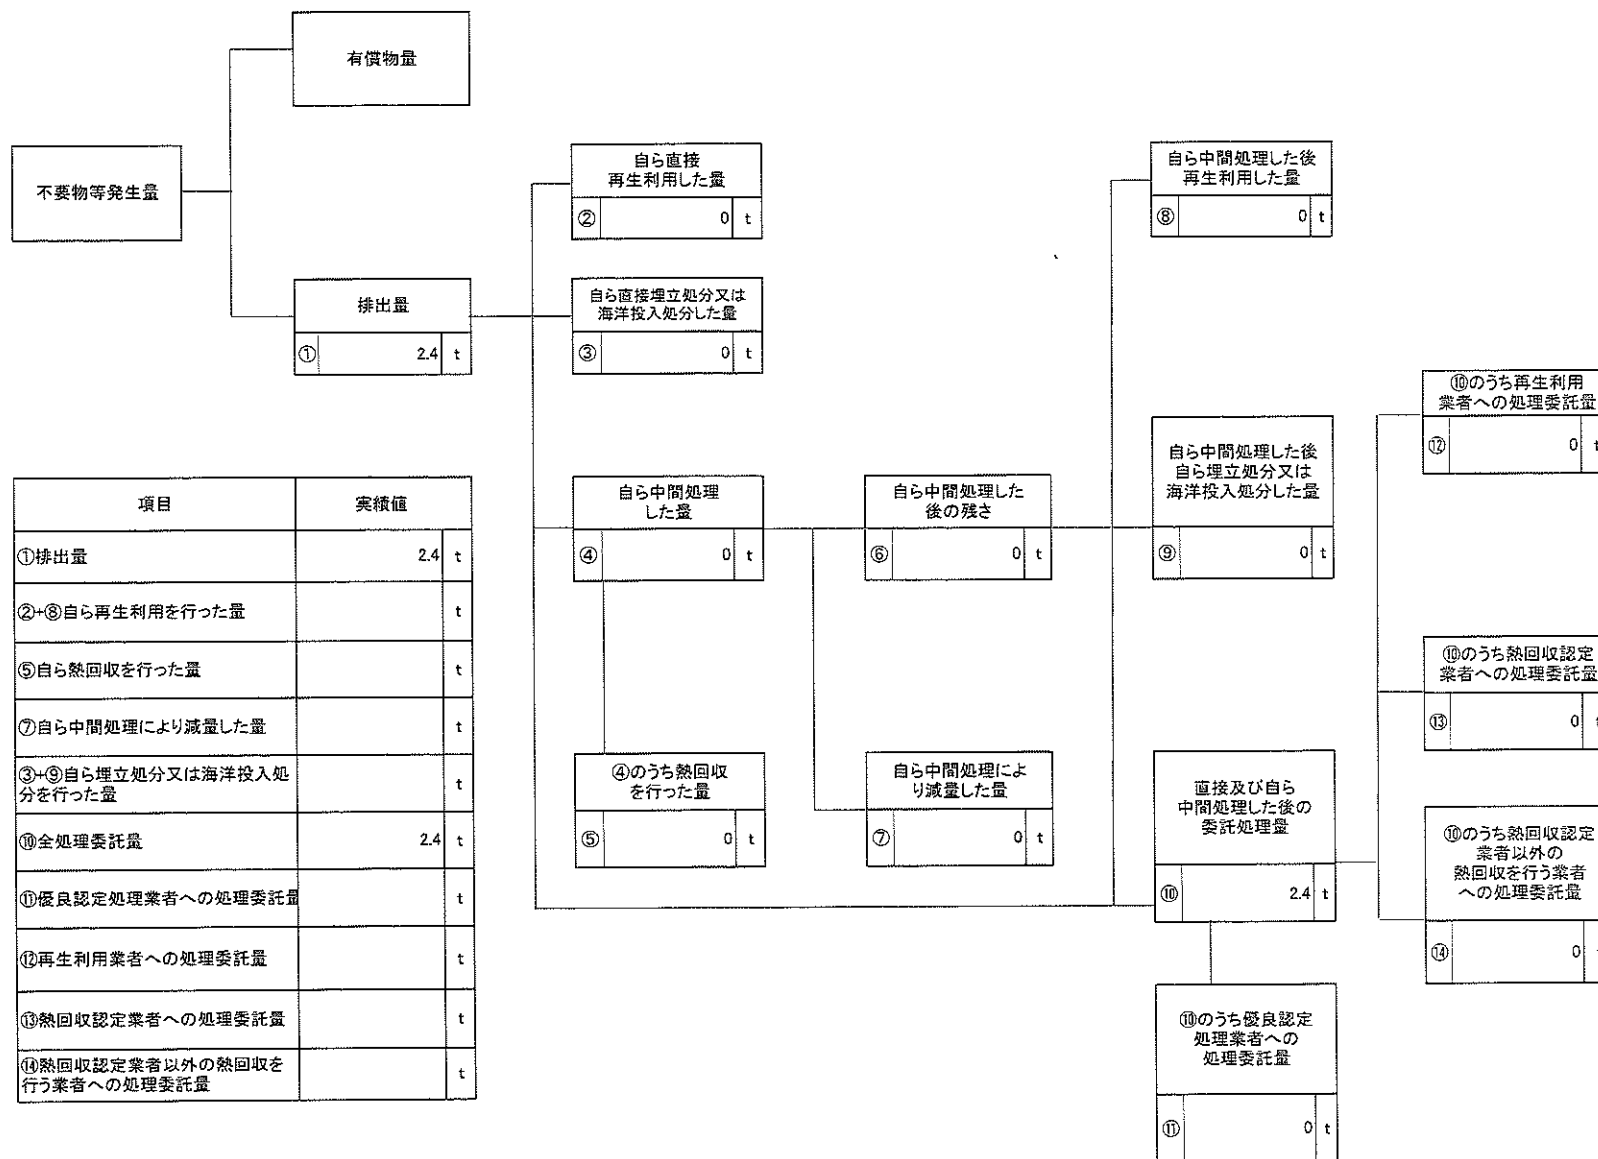 有償物量
不要物等発生量
排出量
① 2.4 t
自ら直接
再生利用した量
② 0 t
自ら直接埋立処分又は
海洋投入処分した量
③ 0 t
自ら中間処理
した量
④ 0 t
④のうち熱回収
を行った量
⑤ 0 t
自ら中間処理した
後の残さ
⑥ 0 t
自ら中間処理によ
り減量した量
⑦ 0 t
自ら中間処理した後
再生利用した量
⑧ 0 t
自ら中間処理した後
自ら埋立処分又は
海洋投入処分した量
⑨ 0 t
直接及び自ら
中間処理した後の
委託処理量
⑩ 2.4 t
⑩のうち優良認定
処理業者への
処理委託量
⑪ 0 t
⑩のうち再生利用
業者への処理委託量
⑫ 0 t
⑩のうち熱回収認定
業者への処理委託量
⑬ 0
⑩のうち熱回収認定
業者以外の
熱回収を行う業者
への処理委託量
⑭ 0
項目 実績値
①排出量 2.4 t
②+⑧自ら再生利用を行った量 t
⑤自ら熱回収を行った量 t
⑦自ら中間処理により減量した量 t
③+⑨自ら埋立処分又は海洋投入処
分を行った量 t
⑩全処理委託量 2.4 t
⑪優良認定処理業者への処理委託量 t
⑫再生利用業者への処理委託量 t
⑬熱回収認定業者への処理委託量 t
⑭熱回収認定業者以外の熱回収を
行う業者への処理委託量 t